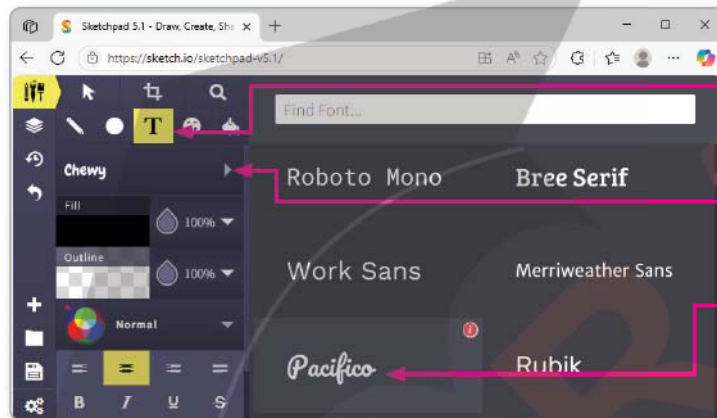 Sketchpad 5.1 - Draw, Create, Sha
https://sketch.io/sketchpad-v5.1/
T
Find Font...
Chewy
Roboto Mono
Bree Serif
Fill
100%
Outline
100%
Work Sans
Merriweather Sans
Normal
Pacifico
Rubik
B I U S